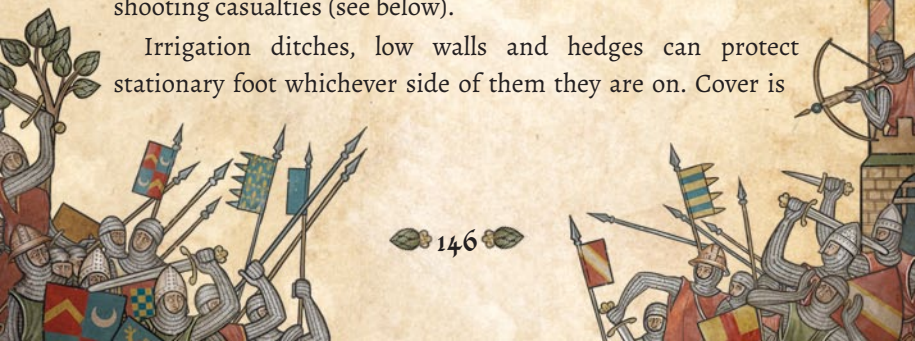 shooting casualties (see below).
Irrigation ditches, low walls and hedges can protect
stationary foot whichever side of them they are on. Cover is
146